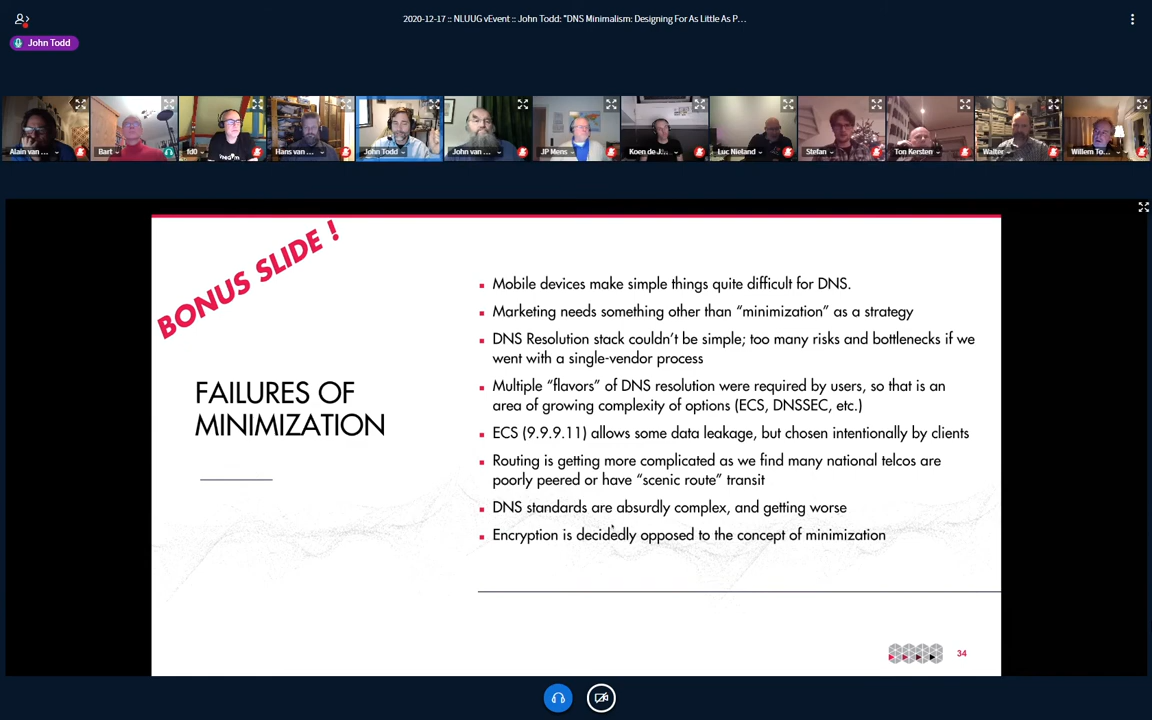 2020-12-17 :: NLUUG vEvent :: John Todd: "DNS Minimalism: Designing For As Little As P...
John Todd
Alain van ...
Bart
fd0
Hans van ...
John Todd
John van ...
JP Mens
Koen de J...
Luc Nieland
Stefan
Ton Kersten
Walter
Willem To...
BONUS SLIDE !
FAILURES OF
MINIMIZATION
Mobile devices make simple things quite difficult for DNS.
Marketing needs something other than “minimization” as a strategy
DNS Resolution stack couldn’t be simple; too many risks and bottlenecks if we
went with a single-vendor process
Multiple “flavors” of DNS resolution were required by users, so that is an
area of growing complexity of options (ECS, DNSSEC, etc.)
ECS (9.9.9.11) allows some data leakage, but chosen intentionally by clients
Routing is getting more complicated as we find many national telcos are
poorly peered or have “scenic route” transit
DNS standards are absurdly complex, and getting worse
Encryption is decidedly opposed to the concept of minimization
34